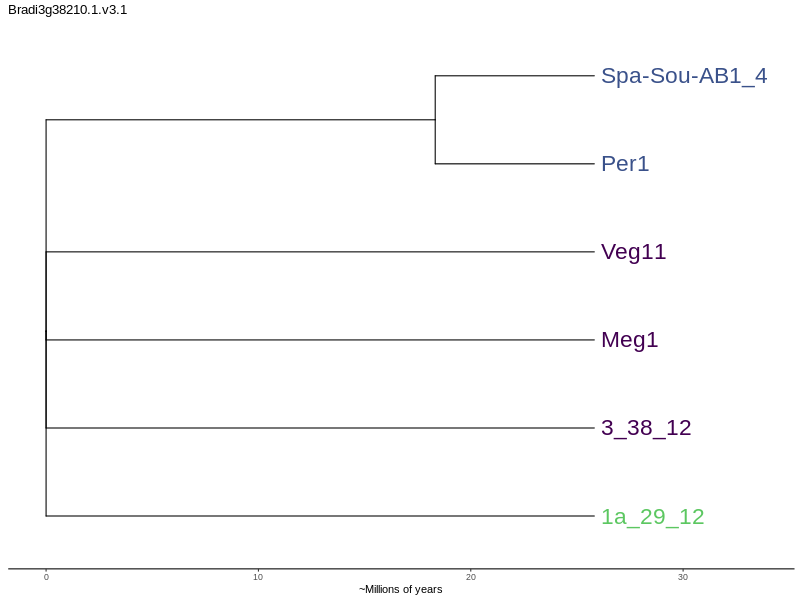 Bradi3g38210.1.v3.1
Spa-Sou-AB1_4
Per1
Veg11
Meg1
3_38_12
1a_29_12
0 10 20 30
~Millions of years